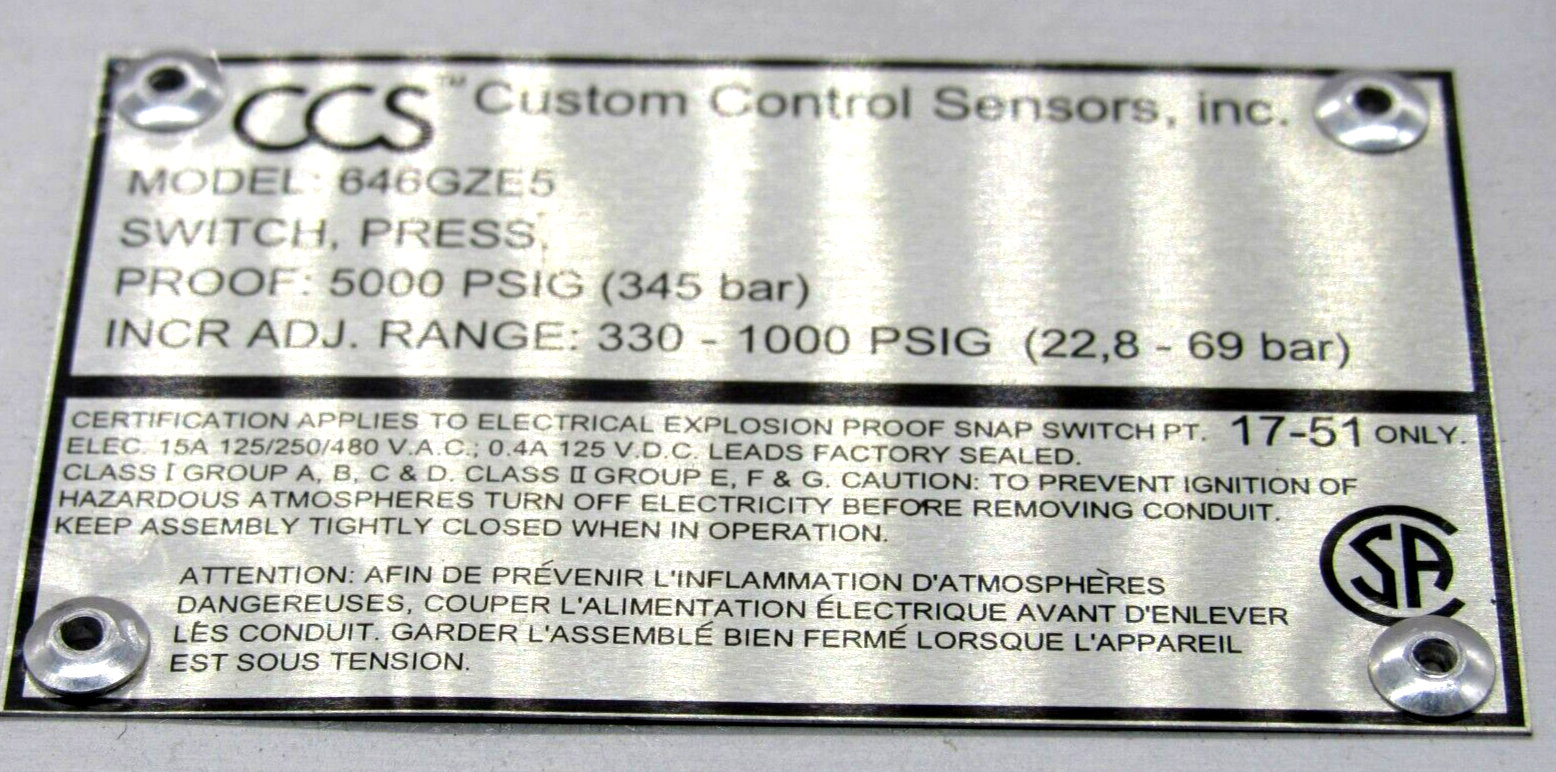 CCS™ Custom Control Sensors, inc.
MODEL: 646GZE5
SWITCH, PRESS,
PROOF: 5000 PSIG (345 bar)
INCR ADJ. RANGE: 330 - 1000 PSIG (22,8 - 69 bar)
CERTIFICATION APPLIES TO ELECTRICAL EXPLOSION PROOF SNAP SWITCH PT. 17-51 ONLY.
ELEC. 15A 125/250/480 V.A.C.; 0.4A 125 V.D.C. LEADS FACTORY SEALED.
CLASS I GROUP A, B, C & D. CLASS II GROUP E, F & G. CAUTION: TO PREVENT IGNITION OF
HAZARDOUS ATMOSPHERES TURN OFF ELECTRICITY BEFORE REMOVING CONDUIT.
KEEP ASSEMBLY TIGHTLY CLOSED WHEN IN OPERATION.
ATTENTION: AFIN DE PRÉVENIR L'INFLAMMATION D'ATMOSPHÈRES
DANGEREUSES, COUPER L'ALIMENTATION ÉLECTRIQUE AVANT D'ENLEVER
LÉS CONDUIT. GARDER L'ASSEMBLÉ BIEN FERMÉ LORSQUE L'APPAREIL
EST SOUS TENSION.
CSA